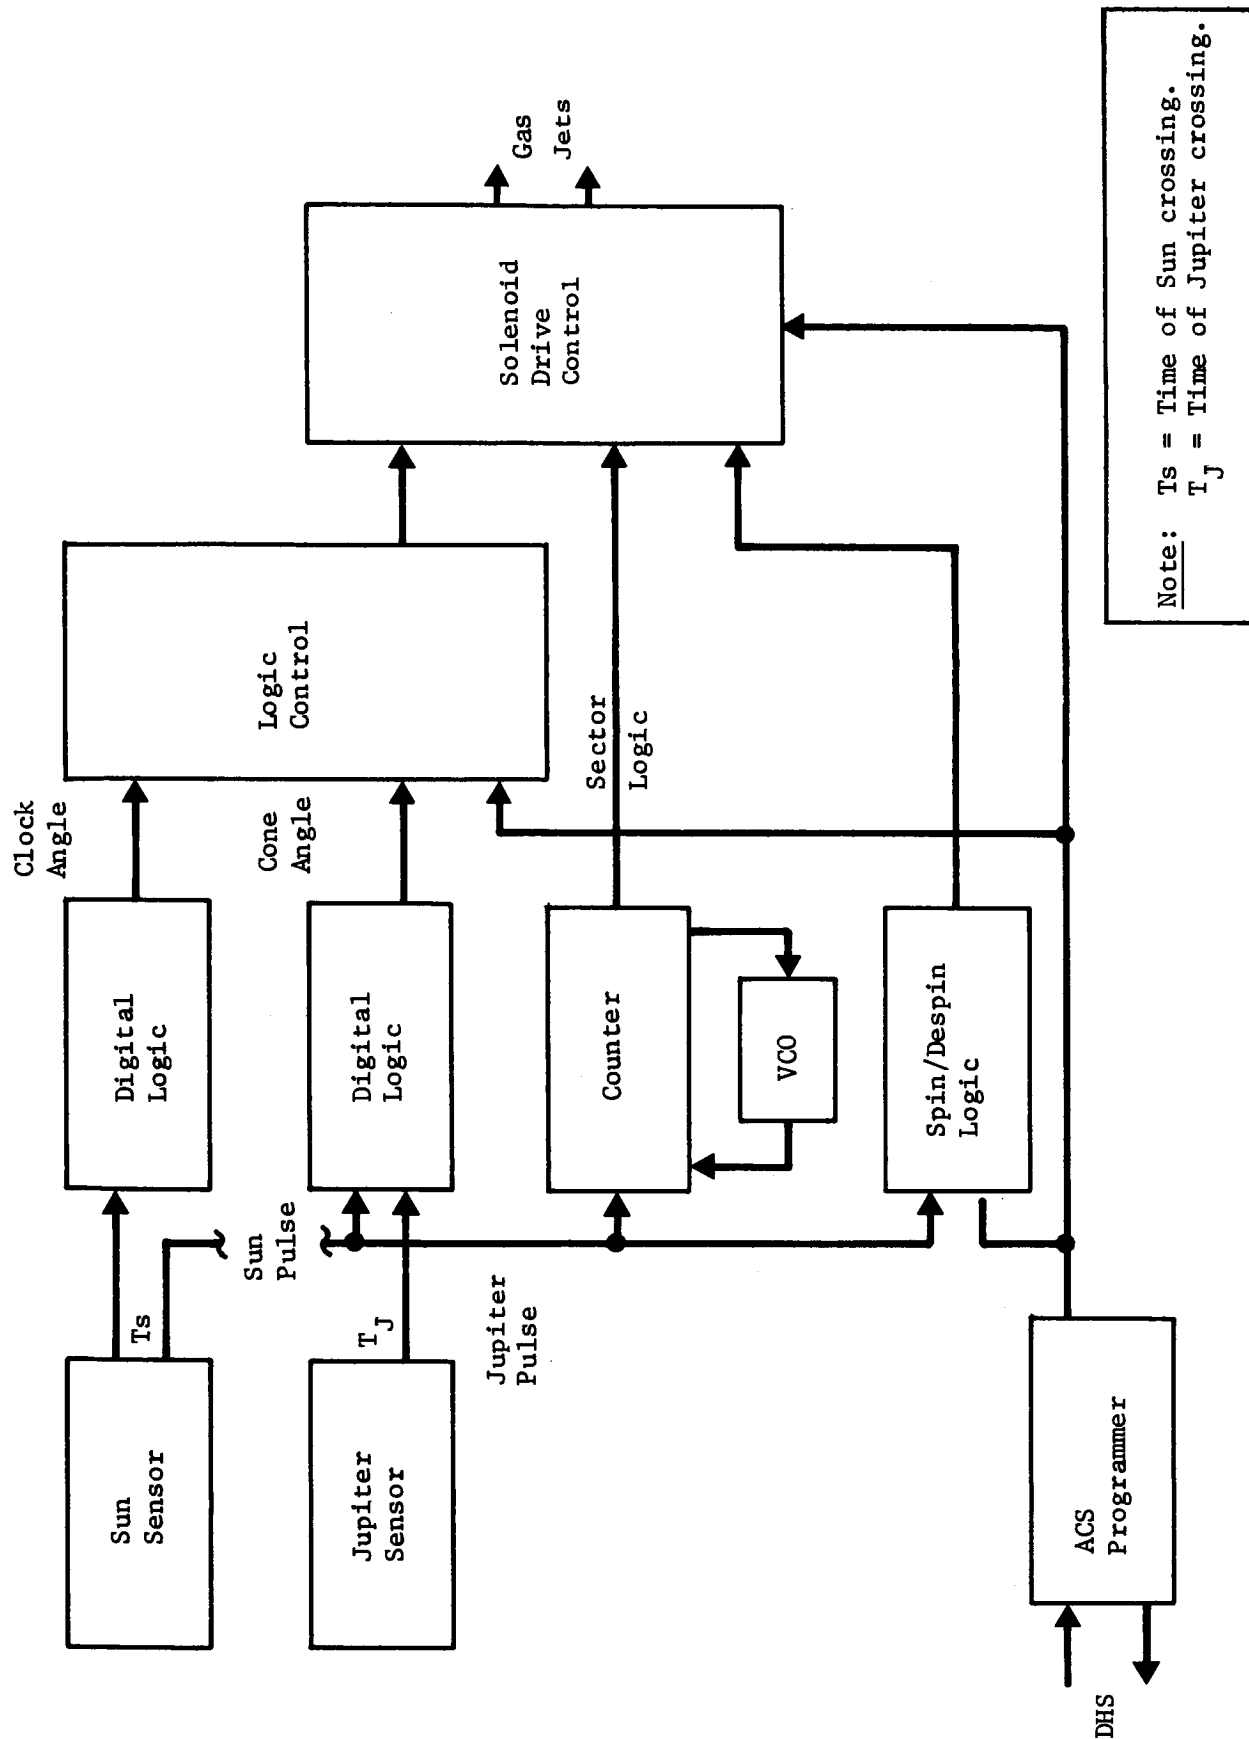 Sun
Sensor
Ts
Sun
Pulse
Digital
Logic
Clock
Angle
Logic
Control
Jupiter
Sensor
T_J
Jupiter
Pulse
Digital
Logic
Cone
Angle
Solenoid
Drive
Control
Gas
Jets
Counter
VCO
Sector
Logic
Spin/Despin
Logic
ACS
Programmer
DHS
Note: Ts = Time of Sun crossing.
T_J = Time of Jupiter crossing.